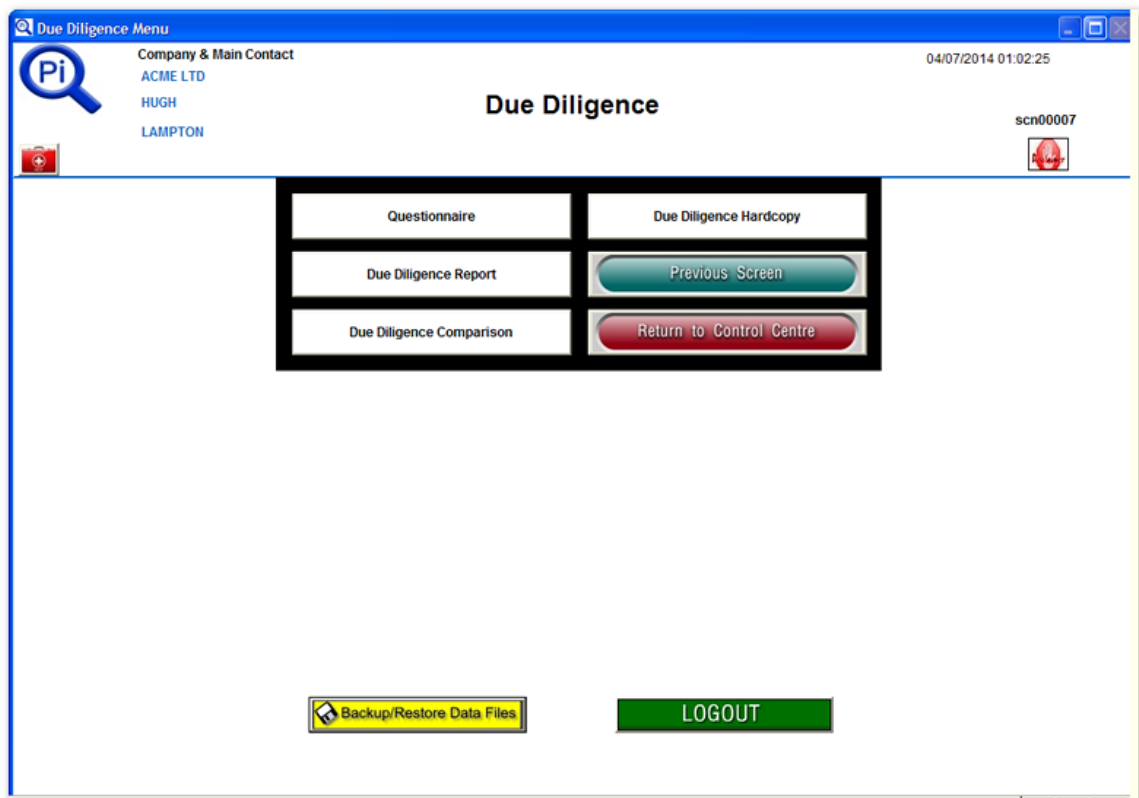 Due Diligence Menu
Pi
Company & Main Contact
ACME LTD
HUGH
LAMPTON
04/07/2014 01:02:25
Due Diligence
scn00007
Questionnaire
Due Diligence Hardcopy
Due Diligence Report
Previous Screen
Due Diligence Comparison
Return to Control Centre
Backup/Restore Data Files
LOGOUT